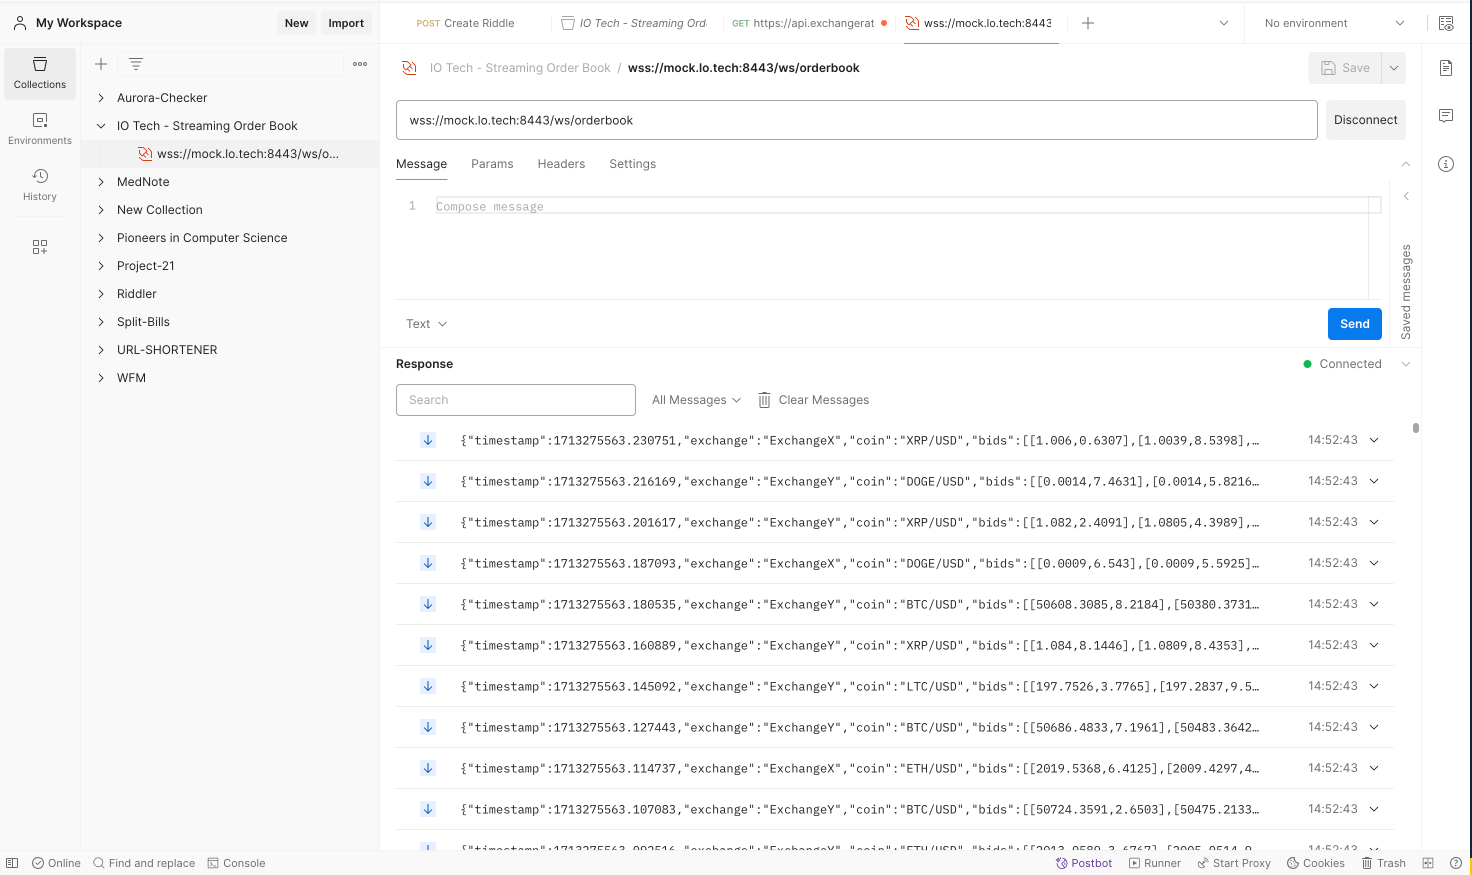 My Workspace
New
Import
POST Create Riddle
IO Tech - Streaming Ord
GET https://api.exchangerat
wss://mock.lo.tech:8443
No environment
Collections
Environments
History
Aurora-Checker
IO Tech - Streaming Order Book
wss://mock.lo.tech:8443/ws/o...
MedNote
New Collection
Pioneers in Computer Science
Project-21
Riddler
Split-Bills
URL-SHORTENER
WFM
IO Tech - Streaming Order Book / wss://mock.lo.tech:8443/ws/orderbook
Save
wss://mock.lo.tech:8443/ws/orderbook
Disconnect
Message
Params
Headers
Settings
1 Compose message
Saved messages
Text
Send
Response
Connected
Search
All Messages
Clear Messages
{"timestamp":1713275563.230751,"exchange":"ExchangeX","coin":"XRP/USD","bids":[[1.006,0.6307],[1.0039,8.5398],… 14:52:43
{"timestamp":1713275563.216169,"exchange":"ExchangeY","coin":"DOGE/USD","bids":[[0.0014,7.4631],[0.0014,5.8216… 14:52:43
{"timestamp":1713275563.201617,"exchange":"ExchangeY","coin":"XRP/USD","bids":[[1.082,2.4091],[1.0805,4.3989],… 14:52:43
{"timestamp":1713275563.187093,"exchange":"ExchangeX","coin":"DOGE/USD","bids":[[0.0009,6.543],[0.0009,5.5925]… 14:52:43
{"timestamp":1713275563.180535,"exchange":"ExchangeY","coin":"BTC/USD","bids":[[50608.3085,8.2184],[50380.3731… 14:52:43
{"timestamp":1713275563.160889,"exchange":"ExchangeY","coin":"XRP/USD","bids":[[1.084,8.1446],[1.0809,8.4353],… 14:52:43
{"timestamp":1713275563.145092,"exchange":"ExchangeY","coin":"LTC/USD","bids":[[197.7526,3.7765],[197.2837,9.5… 14:52:43
{"timestamp":1713275563.127443,"exchange":"ExchangeY","coin":"BTC/USD","bids":[[50686.4833,7.1961],[50483.3642… 14:52:43
{"timestamp":1713275563.114737,"exchange":"ExchangeX","coin":"ETH/USD","bids":[[2019.5368,6.4125],[2009.4297,4… 14:52:43
{"timestamp":1713275563.107083,"exchange":"ExchangeY","coin":"BTC/USD","bids":[[50724.3591,2.6503],[50475.2133… 14:52:43
Online
Find and replace
Console
Postbot
Runner
Start Proxy
Cookies
Trash